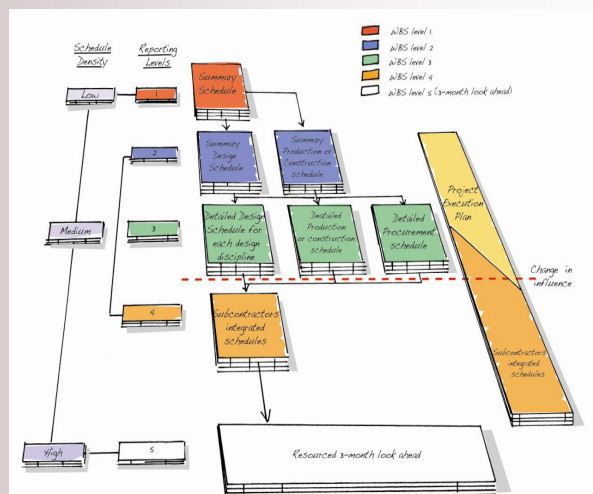 WBS level 1
WBS level 2
WBS level 3
WBS level 4
WBS level 5 (3-month look ahead)
Schedule
Density
Reporting
Levels
Low
1
Summary
Schedule
2
Summary
Design
Schedule
Summary
Production or
Construction
schedule
Project
Execution
Plan
Medium
3
Detailed Design
Schedule for
each design
discipline
Detailed
Production
or construction
schedule
Detailed
Procurement
schedule
Change in
influence
4
Subcontractors
integrated
schedules
Subcontractors
integrated
schedules
High
5
Resourced 3-month look ahead